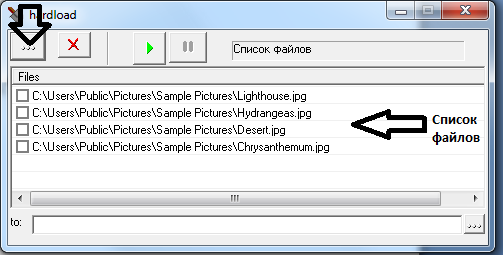 hardload
...
Список файлов
Files
C:\Users\Public\Pictures\Sample Pictures\Lighthouse.jpg
C:\Users\Public\Pictures\Sample Pictures\Hydrangeas.jpg
C:\Users\Public\Pictures\Sample Pictures\Desert.jpg
C:\Users\Public\Pictures\Sample Pictures\Chrysanthemum.jpg
Список
файлов
to:
...